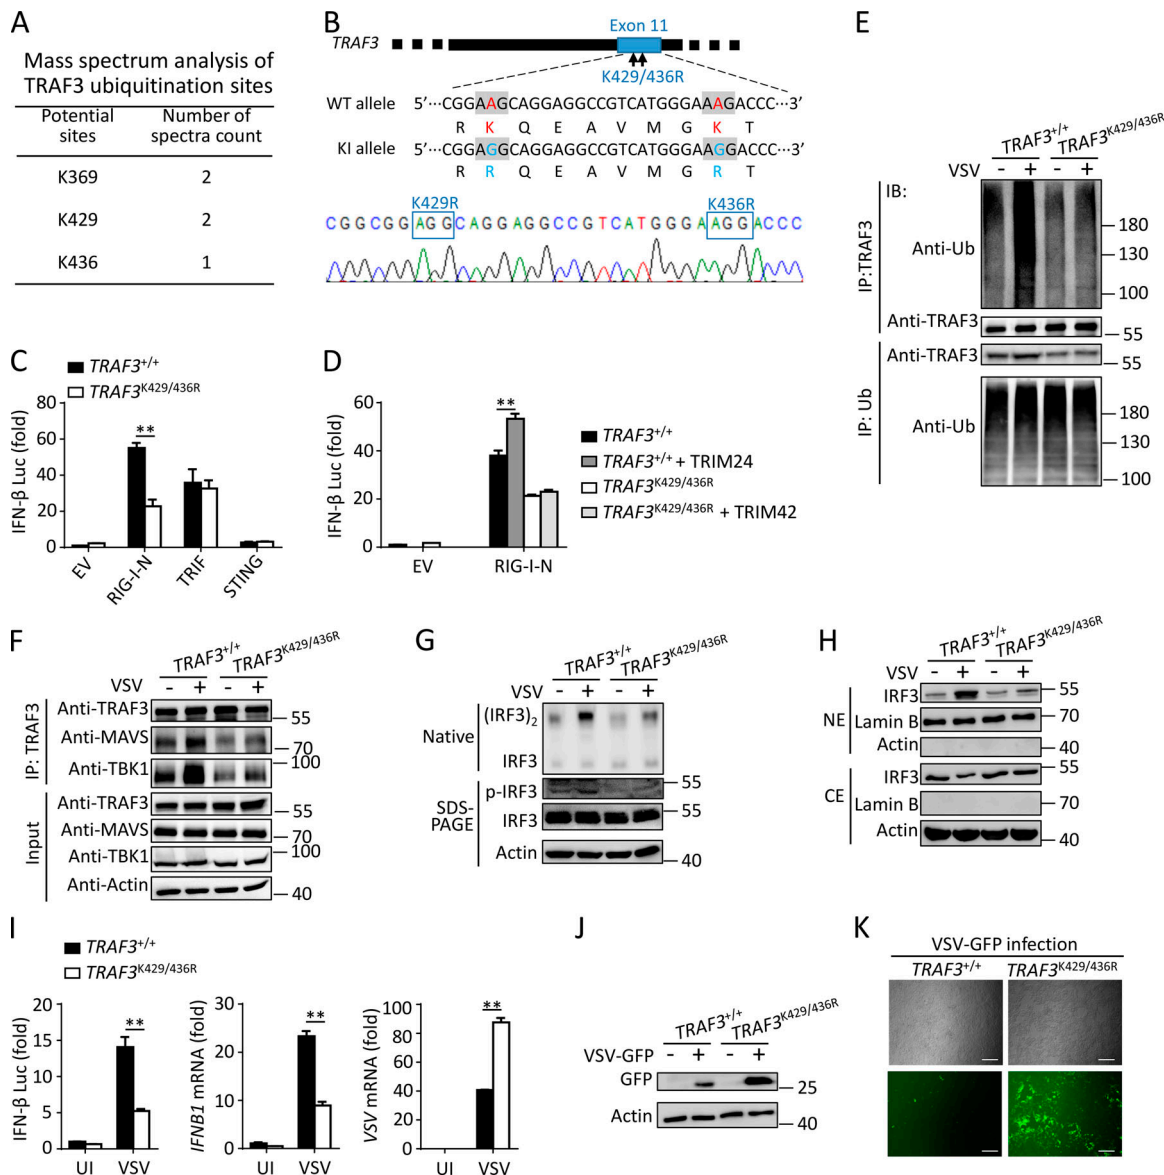 A
Mass spectrum analysis of
TRAF3 ubiquitination sites
Potential sites
Number of spectra count
K369 2
K429 2
K436 1
B
Exon 11
TRAF3
K429/436R
WT allele 5’···CGGAAGCAGGAGGCCGTCATGGGAAAGACCC···3’
R K Q E A V M G K T
KI allele 5’···CGGAGGCAGGAGGCCGTCATGGGAAGGACCC···3’
R R Q E A V M G R T
K429R K436R
CGGCGGAGGCAGGAGGCCGTCATGGGAAGGACCC
C
TRAF3+/+
TRAF3K429/436R
IFN-β Luc (fold)
80
60
40
20
0
**
EV RIG-I-N TRIF STING
D
IFN-β Luc (fold)
60
40
20
0
**
EV RIG-I-N
TRAF3+/+
TRAF3+/+ + TRIM24
TRAF3K429/436R
TRAF3K429/436R + TRIM42
E
TRAF3+/+ TRAF3K429/436R
VSV - + - +
IB:
IP:TRAF3
Anti-Ub
180
130
100
Anti-TRAF3 55
IP: Ub
Anti-TRAF3 55
Anti-Ub
180
130
100
F
TRAF3+/+ TRAF3K429/436R
VSV - + - +
IP: TRAF3
Anti-TRAF3 55
Anti-MAVS 70
Anti-TBK1 100
Input
Anti-TRAF3 55
Anti-MAVS 70
Anti-TBK1 100
Anti-Actin 40
G
TRAF3+/+ TRAF3K429/436R
VSV - + - +
Native
(IRF3)2
IRF3
SDS-
PAGE
p-IRF3 55
IRF3 55
Actin 40
H
TRAF3+/+ TRAF3K429/436R
VSV - + - +
NE
IRF3 55
Lamin B 70
Actin 40
CE
IRF3 55
Lamin B 70
Actin 40
I
TRAF3+/+
TRAF3K429/436R
IFN-β Luc (fold)
20
15
10
5
0
**
UI VSV
IFNB1 mRNA (fold)
30
20
10
0
**
UI VSV
VSV mRNA (fold)
100
80
60
40
20
0
**
UI VSV
J
TRAF3+/+ TRAF3K429/436R
VSV-GFP - + - +
GFP 25
Actin 40
K
VSV-GFP infection
TRAF3+/+ TRAF3K429/436R